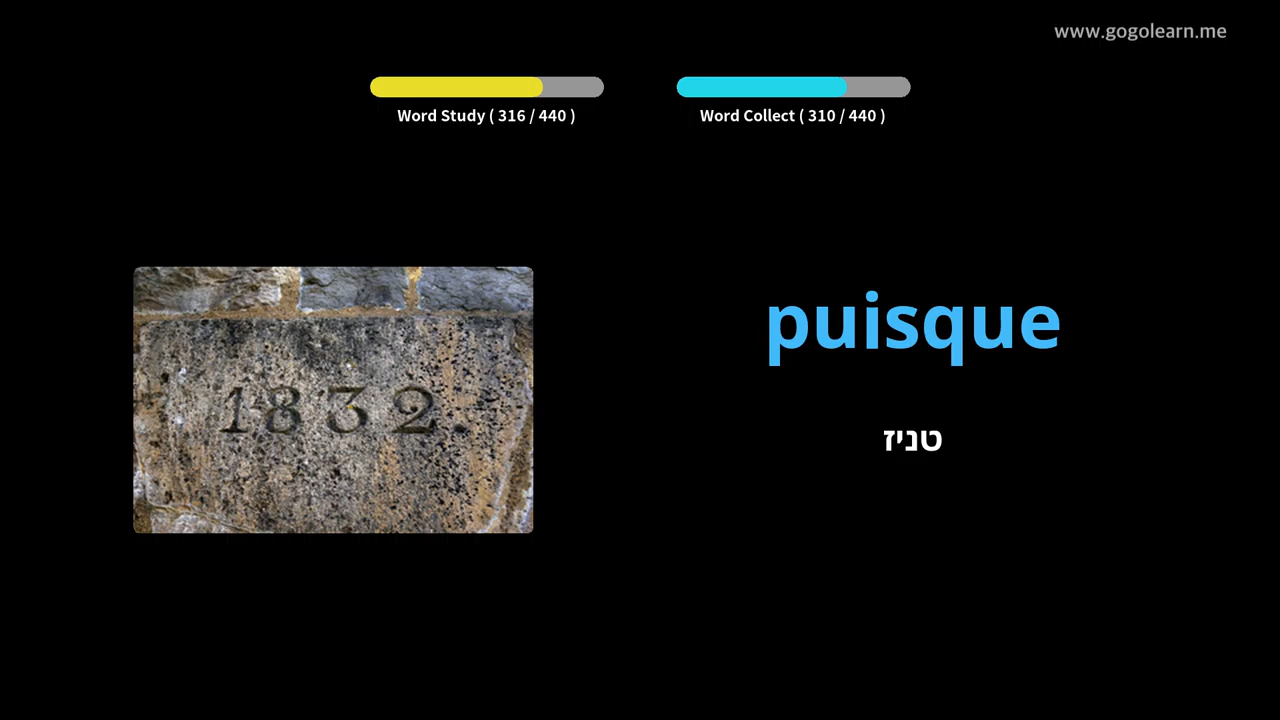 www.gogolearn.me
Word Study ( 316 / 440 )
Word Collect ( 310 / 440 )
1832.
puisque
טניז